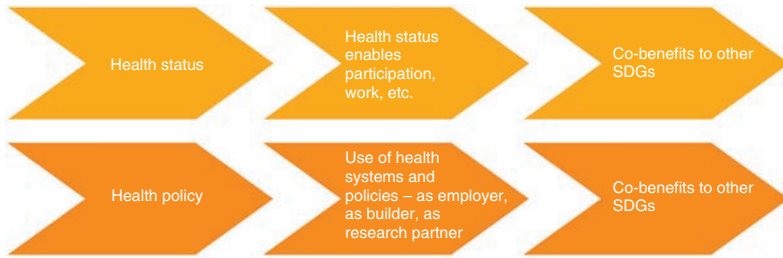 Health status
Health status
enables
participation,
work, etc.
Co-benefits to other
SDGs
Health policy
Use of health
systems and
policies – as employer,
as builder, as
research partner
Co-benefits to other
SDGs